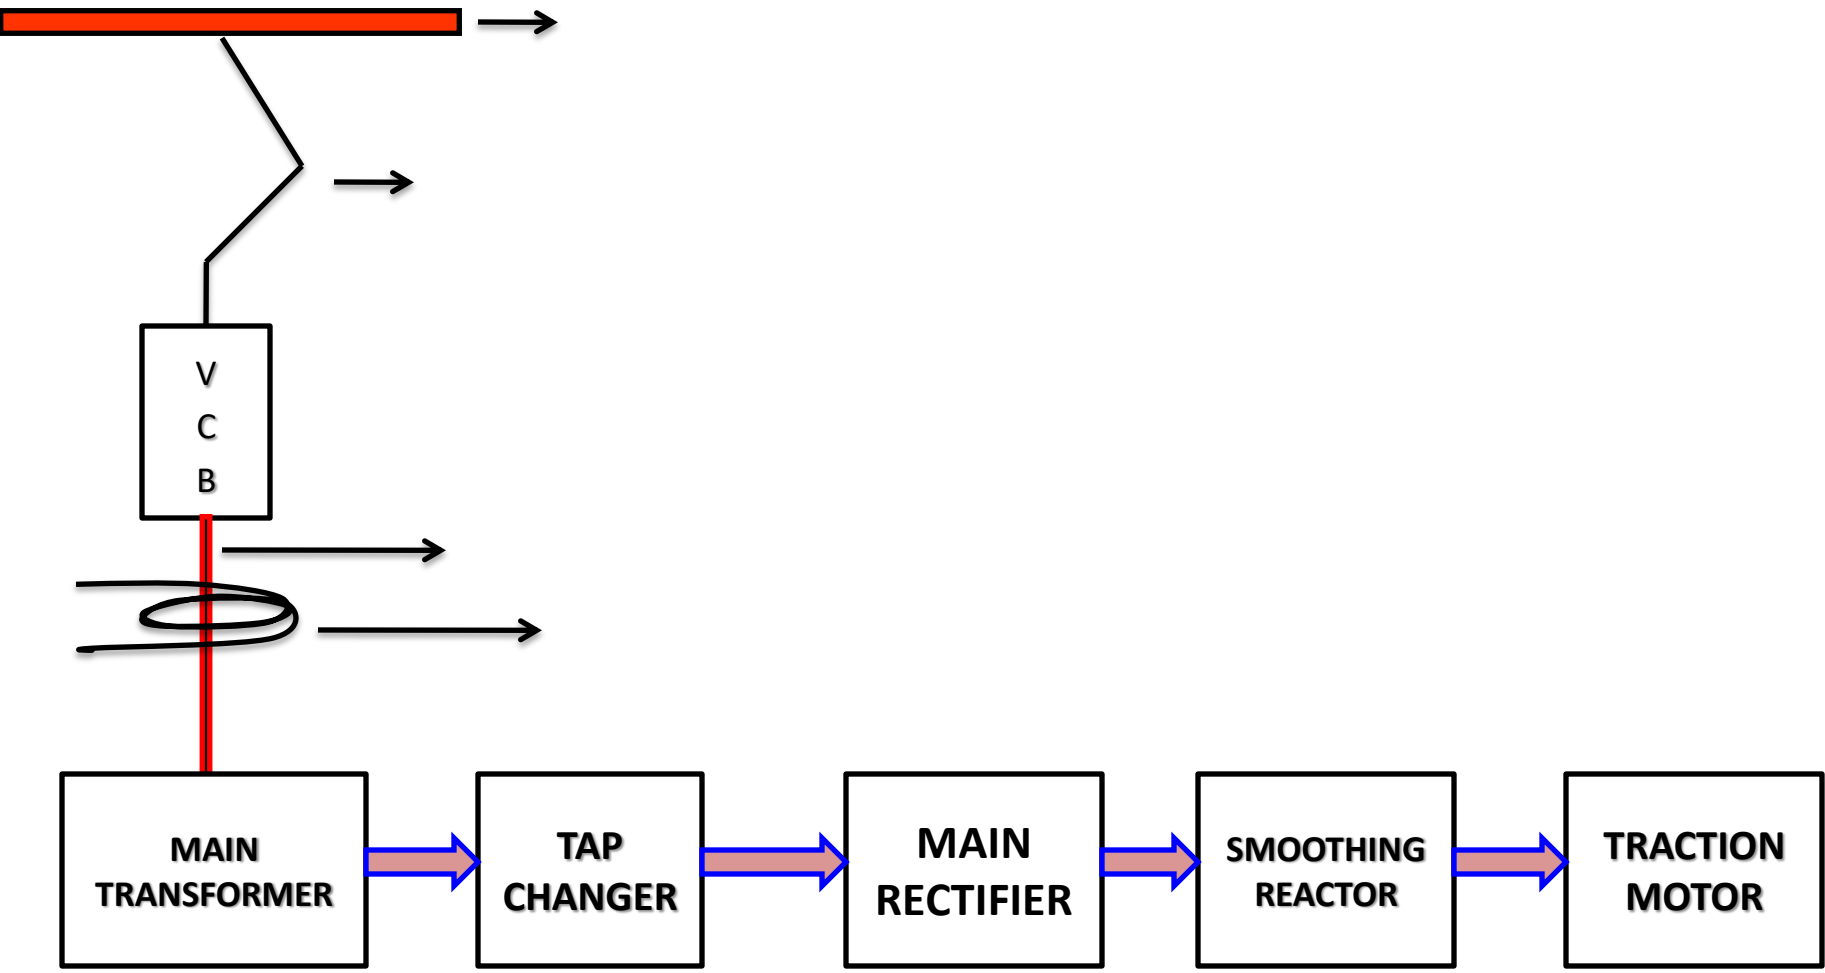 V
C
B
MAIN
TRANSFORMER
TAP
CHANGER
MAIN
RECTIFIER
SMOOTHING
REACTOR
TRACTION
MOTOR